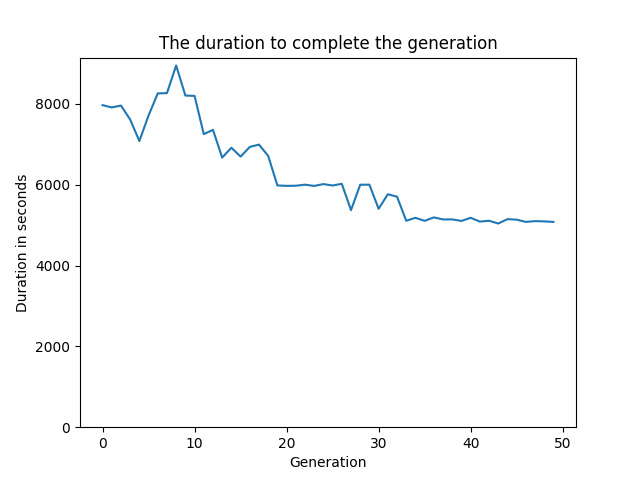 The duration to complete the generation
Duration in seconds
8000
6000
4000
2000
0
0 10 20 30 40 50
Generation